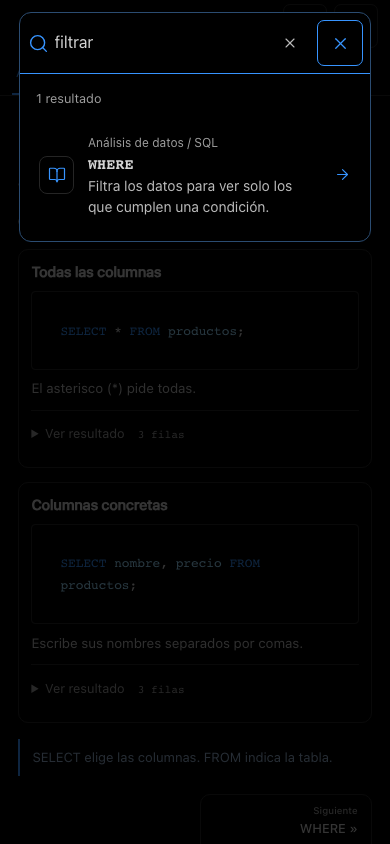 filtrar
1 resultado
Análisis de datos / SQL
WHERE
Filtra los datos para ver solo los
que cumplen una condición.
Todas las columnas
SELECT * FROM productos;
El asterisco (*) pide todas.
Ver resultado 3 filas
Columnas concretas
SELECT nombre, precio FROM
productos;
Escribe sus nombres separados por comas.
Ver resultado 3 filas
SELECT elige las columnas. FROM indica la tabla.
Siguiente
WHERE »